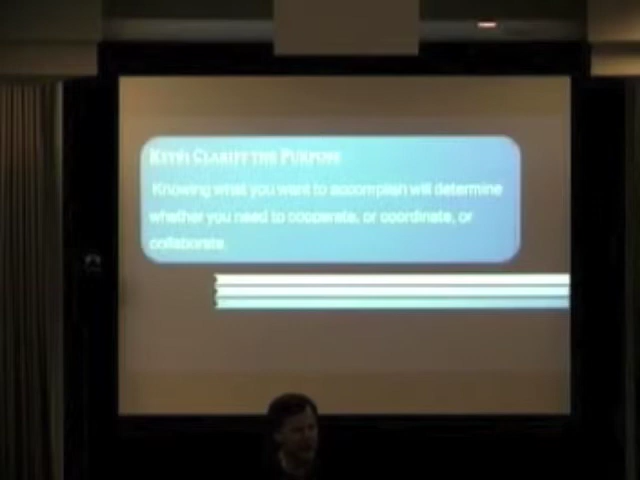 Clarify the Purpose
Knowing what you want to accomplish will determine
whether you need to cooperate, or coordinate, or
collaborate.